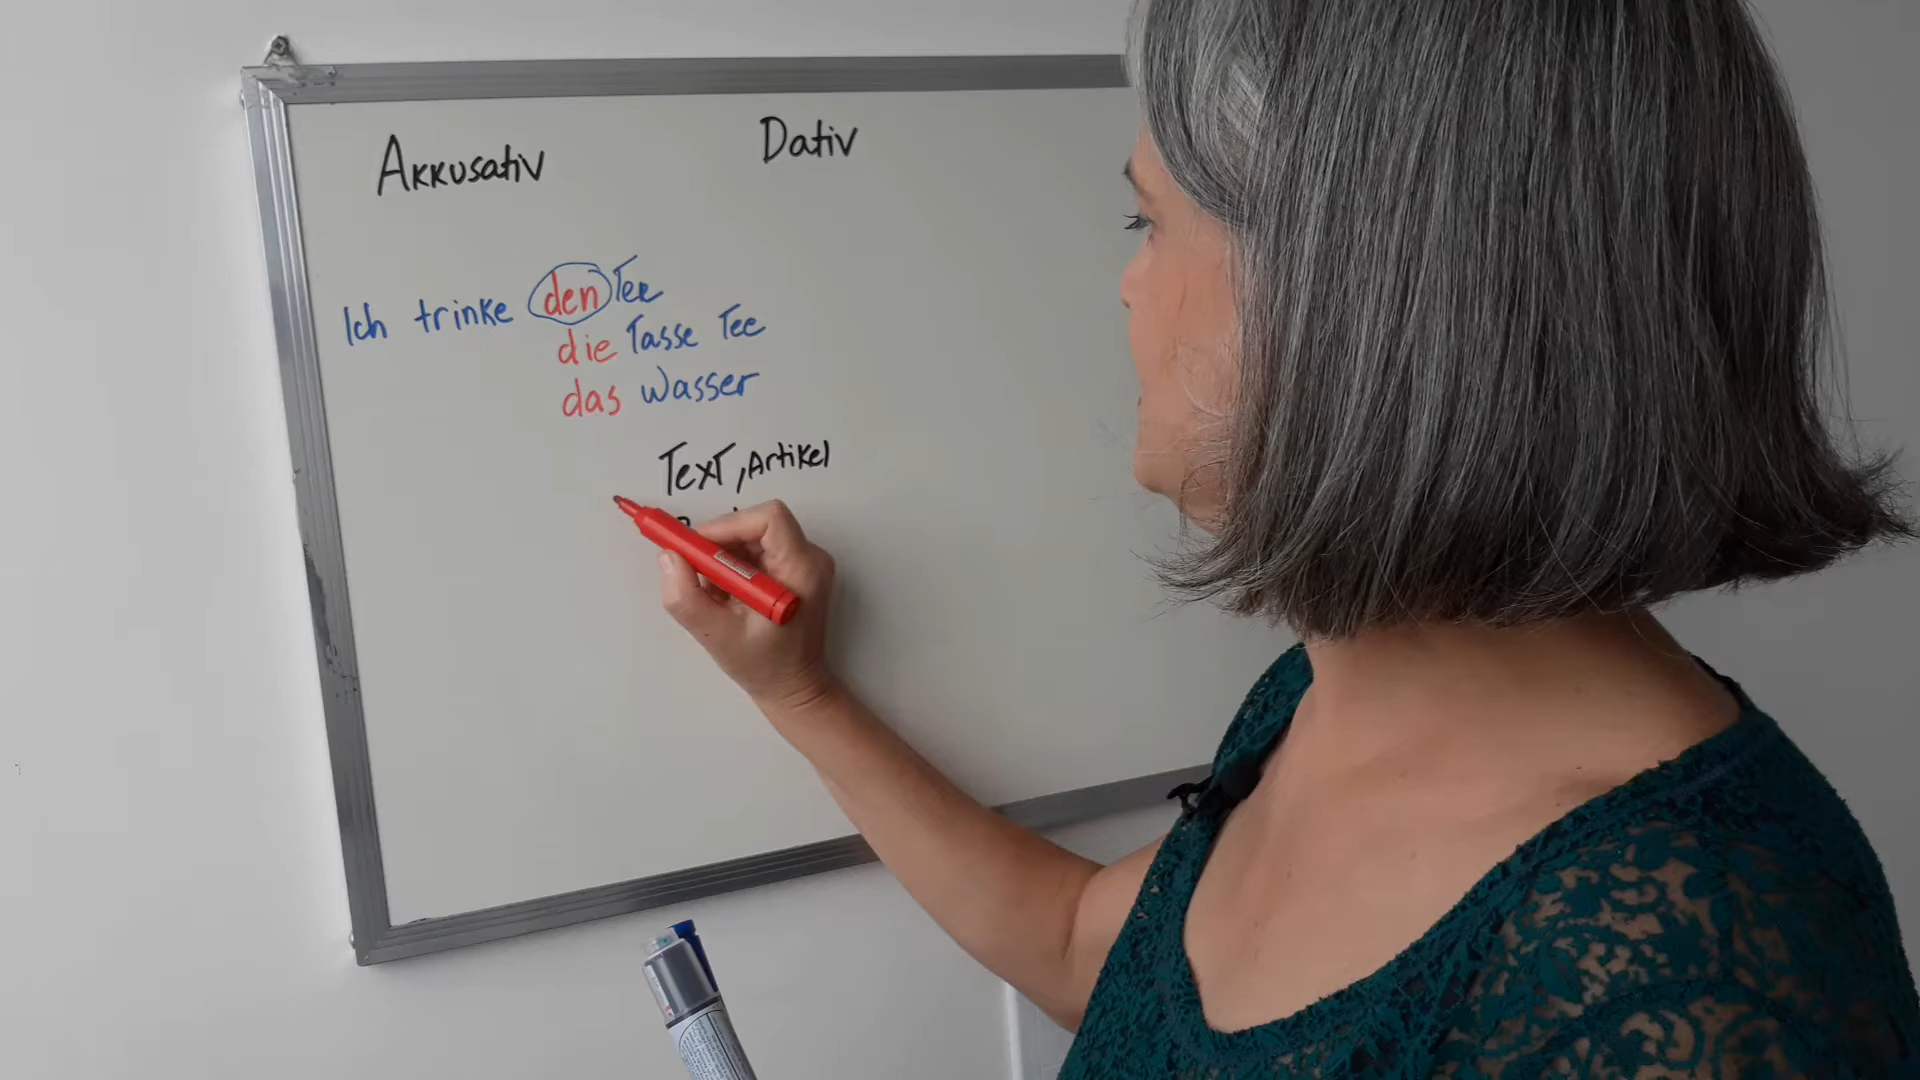 Akkusativ
Dativ
Ich trinke den Tee
die Tasse Tee
das Wasser
Text, Artikel